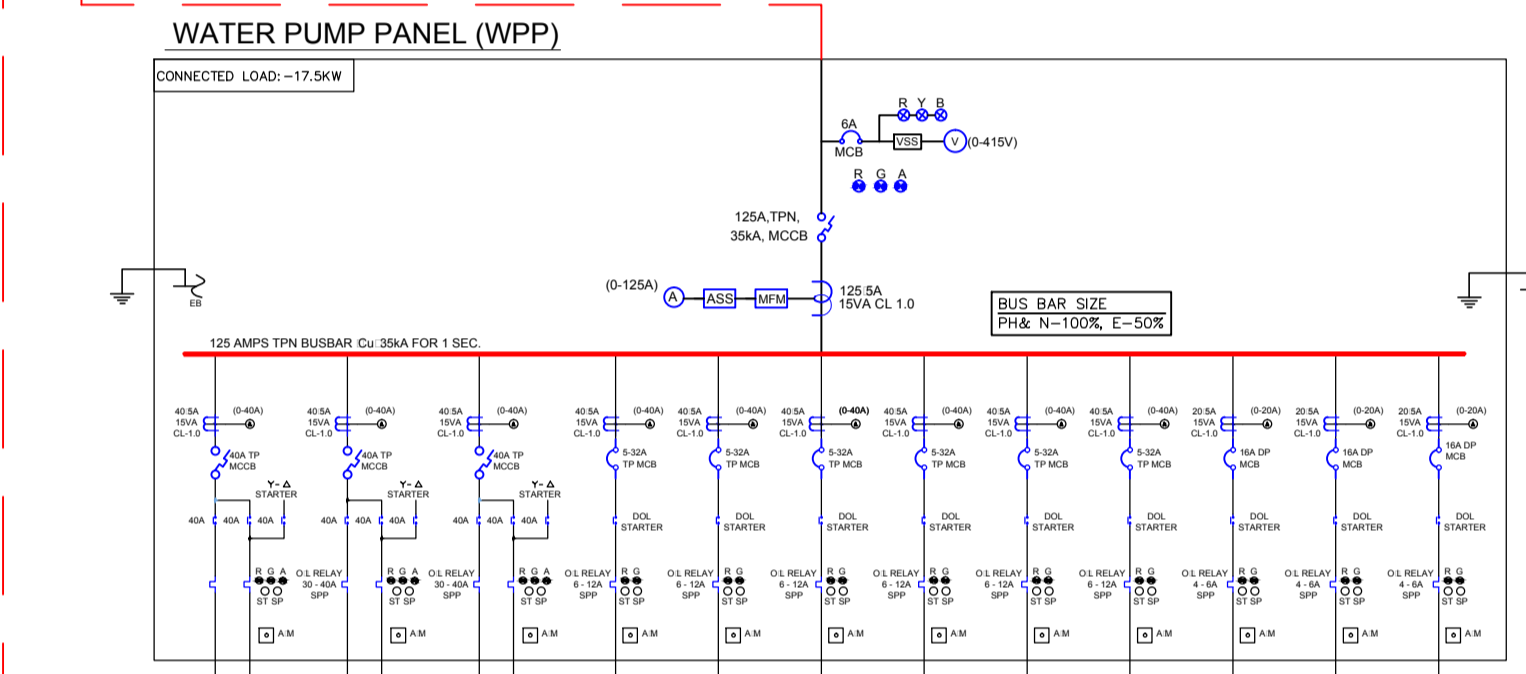 WATER PUMP PANEL (WPP)
CONNECTED LOAD:-17.5KW
R Y B
6A
MCB
VSS
V
(0-415V)
R G A
125A,TPN,
35kA, MCCB
(0-125A)
A
ASS
MFM
125 5A
15VA CL 1.0
BUS BAR SIZE
PH& N-100%, E-50%
EB
125 AMPS TPN BUSBAR Cu 35kA FOR 1 SEC.
40:5A (0-40A) 40:5A (0-40A) 40:5A (0-40A) 40:5A (0-40A) 40:5A (0-40A) 40:5A (0-40A) 40:5A (0-40A) 40:5A (0-40A) 40:5A (0-40A) 20:5A (0-20A) 20:5A (0-20A) 20:5A (0-20A)
15VA A 15VA A 15VA A 15VA A 15VA A 15VA A 15VA A 15VA A 15VA A 15VA A 15VA A 15VA A
CL-1.0 CL-1.0 CL-1.0 CL-1.0 CL-1.0 CL-1.0 CL-1.0 CL-1.0 CL-1.0 CL-1.0 CL-1.0 CL-1.0
40A TP 40A TP 40A TP 5-32A 5-32A 5-32A 5-32A 5-32A 5-32A 16A DP 16A DP 16A DP
MCCB MCCB MCCB TP MCB TP MCB TP MCB TP MCB TP MCB TP MCB MCB MCB MCB
Y- Δ Y- Δ Y- Δ
STARTER STARTER STARTER
40A 40A 40A 40A 40A 40A 40A 40A 40A DOL DOL DOL DOL DOL DOL DOL DOL DOL
STARTER STARTER STARTER STARTER STARTER STARTER STARTER STARTER STARTER
R G A O:L RELAY R G A O:L RELAY R G A O:L RELAY R G O:L RELAY R G O:L RELAY R G O:L RELAY R G O:L RELAY R G O:L RELAY R G O:L RELAY R G O:L RELAY R G O:L RELAY R G
30 - 40A 30 - 40A 6 - 12A 6 - 12A 6 - 12A 6 - 12A 6 - 12A 6 - 12A 4 - 6A 4 - 6A 4 - 6A
SPP SPP SPP SPP SPP SPP SPP SPP SPP SPP SPP
ST SP ST SP ST SP ST SP ST SP ST SP ST SP ST SP ST SP ST SP ST SP ST SP
A:M A:M A:M A:M A:M A:M A:M A:M A:M A:M A:M A:M